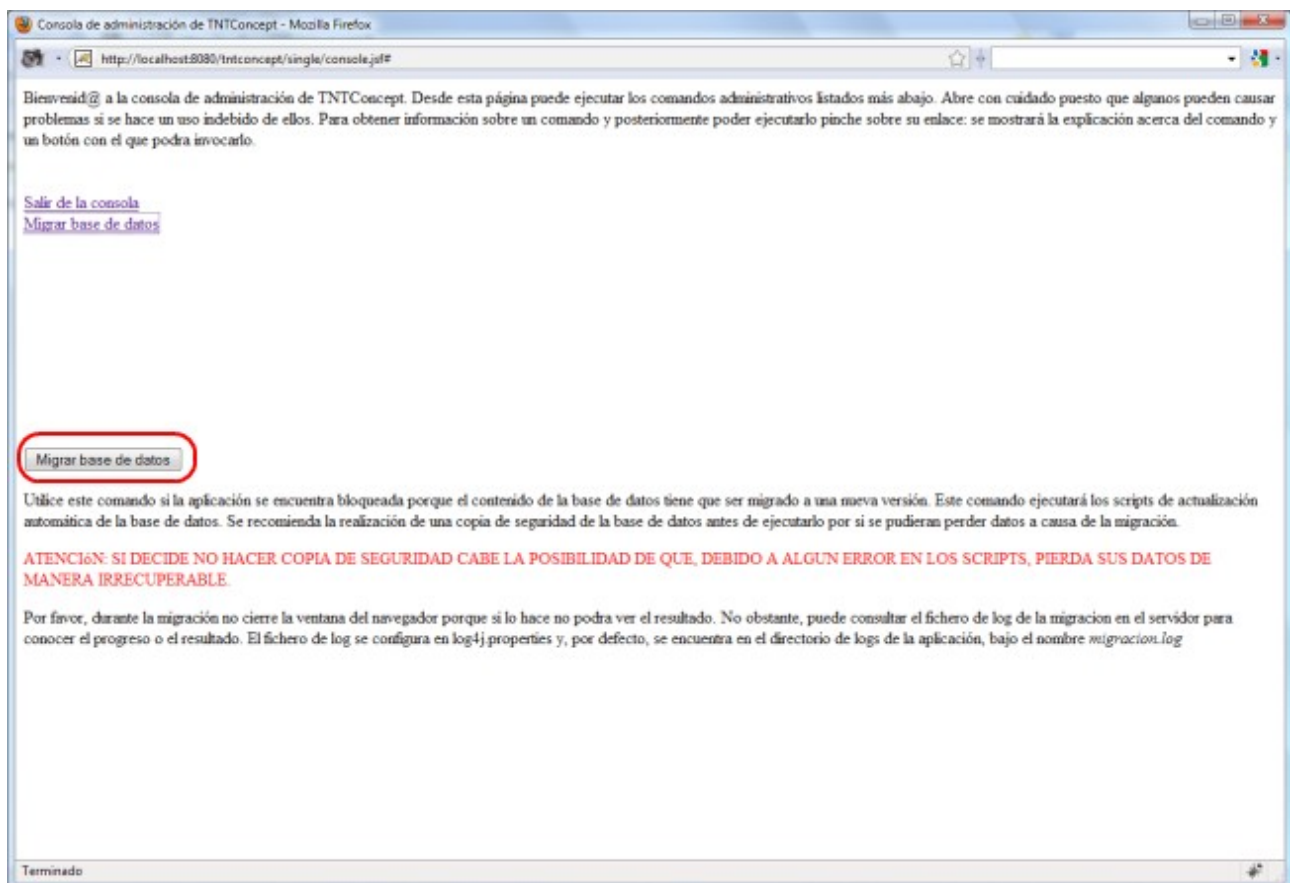 Consola de administración de TNTConcept - Mozilla Firefox
http://localhost:8080/tntconcept/single/console.jsf#
Bienvenid@ a la consola de administración de TNTConcept. Desde esta página puede ejecutar los comandos administrativos listados más abajo. Abre con cuidado puesto que algunos pueden causar
problemas si se hace un uso indebido de ellos. Para obtener información sobre un comando y posteriormente poder ejecutarlo pinche sobre su enlace: se mostrará la explicación acerca del comando y
un botón con el que podra invocarlo.
Salir de la consola
Migrar base de datos
Migrar base de datos
Utilice este comando si la aplicación se encuentra bloqueada porque el contenido de la base de datos tiene que ser migrado a una nueva versión. Este comando ejecutará los scripts de actualización
automática de la base de datos. Se recomienda la realización de una copia de seguridad de la base de datos antes de ejecutarlo por si se pudieran perder datos a causa de la migración.
ATENCIóN: SI DECIDE NO HACER COPIA DE SEGURIDAD CABE LA POSIBILIDAD DE QUE, DEBIDO A ALGUN ERROR EN LOS SCRIPTS, PIERDA SUS DATOS DE
MANERA IRRECUPERABLE.
Por favor, durante la migración no cierre la ventana del navegador porque si lo hace no podra ver el resultado. No obstante, puede consultar el fichero de log de la migracion en el servidor para
conocer el progreso o el resultado. El fichero de log se configura en log4j.properties y, por defecto, se encuentra en el directorio de logs de la aplicación, bajo el nombre migracion.log
Terminado